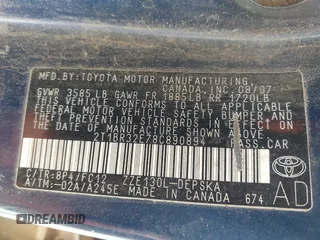 MFD.BY:TOYOTA MOTOR MANUFACTURING,
CANADA,INC.08/07
GVWR 3585LB GAWR FR 1885LB RR 1720LB
THIS VEHICLE CONFORMS TO ALL APPLICABLE
FEDERAL MOTOR VEHICLE SAFETY, BUMPER, AND
THEFT PREVENTION STANDARDS IN EFFECT ON
THE DATE OF MANUFACTURE SHOWN ABOVE.
2T1BR32E78C890894 PASS.CAR
C/TR:8P4/FC12 ZZE130L-DEPSKA
A/TM:-02A/A245E MADE IN CANADA 674
AD
DREAMBID